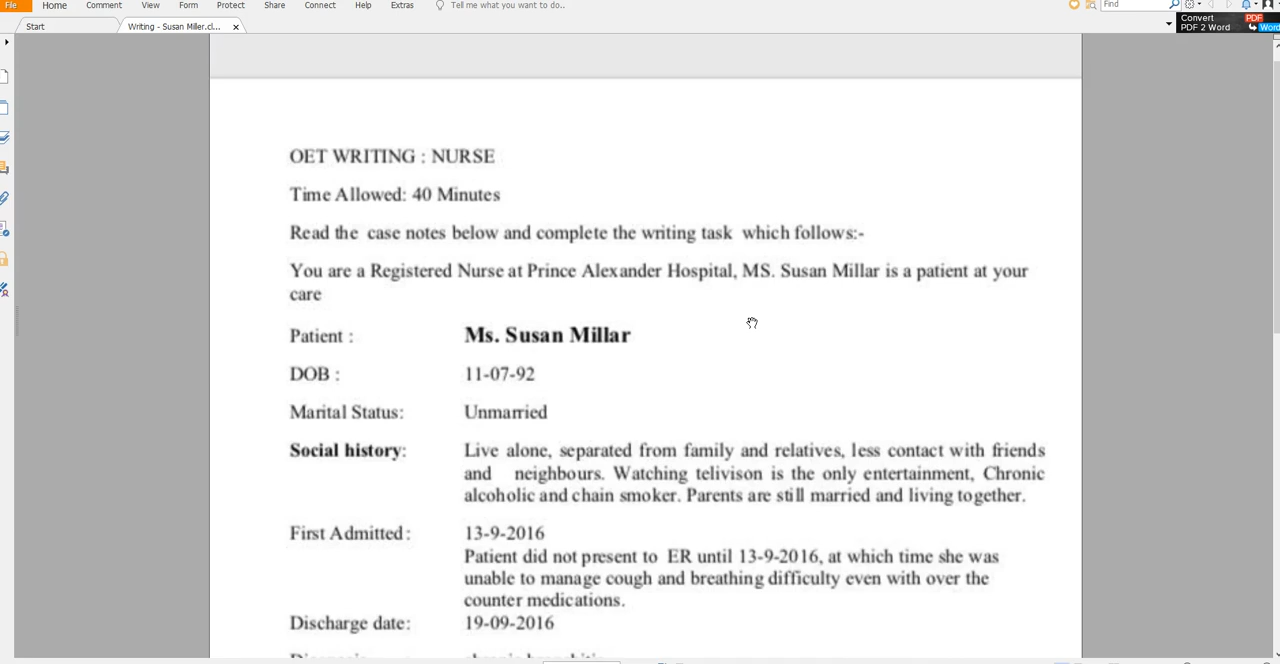 File Home Comment View Form Protect Share Connect Help Extras Tell me what you want to do.. Find
Start Writing - Susan Miller.cl... × Convert PDF
PDF 2 Word Word
OET WRITING : NURSE
Time Allowed: 40 Minutes
Read the case notes below and complete the writing task which follows:-
You are a Registered Nurse at Prince Alexander Hospital, MS. Susan Millar is a patient at your
care
Patient : Ms. Susan Millar
DOB : 11-07-92
Marital Status: Unmarried
Social history: Live alone, separated from family and relatives, less contact with friends
and neighbours. Watching telivison is the only entertainment, Chronic
alcoholic and chain smoker. Parents are still married and living together.
First Admitted : 13-9-2016
Patient did not present to ER until 13-9-2016, at which time she was
unable to manage cough and breathing difficulty even with over the
counter medications.
Discharge date: 19-09-2016